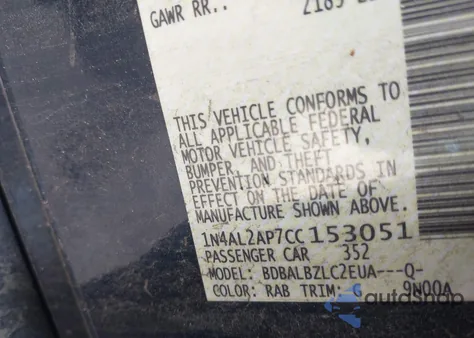 GAWR RR..
THIS VEHICLE CONFORMS TO
ALL APPLICABLE FEDERAL
MOTOR VEHICLE SAFETY,
BUMPER, AND THEFT
PREVENTION STANDARDS IN
EFFECT ON THE DATE OF
MANUFACTURE SHOWN ABOVE.
1N4AL2AP7CC153051
PASSENGER CAR 352
MODEL: BDBALBZLC2EUA---Q-
COLOR: RAB TRIM: G 9N00A
autoshop